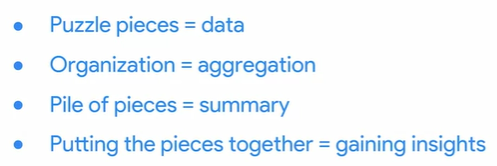 • Puzzle pieces = data
• Organization = aggregation
• Pile of pieces = summary
• Putting the pieces together = gaining insights